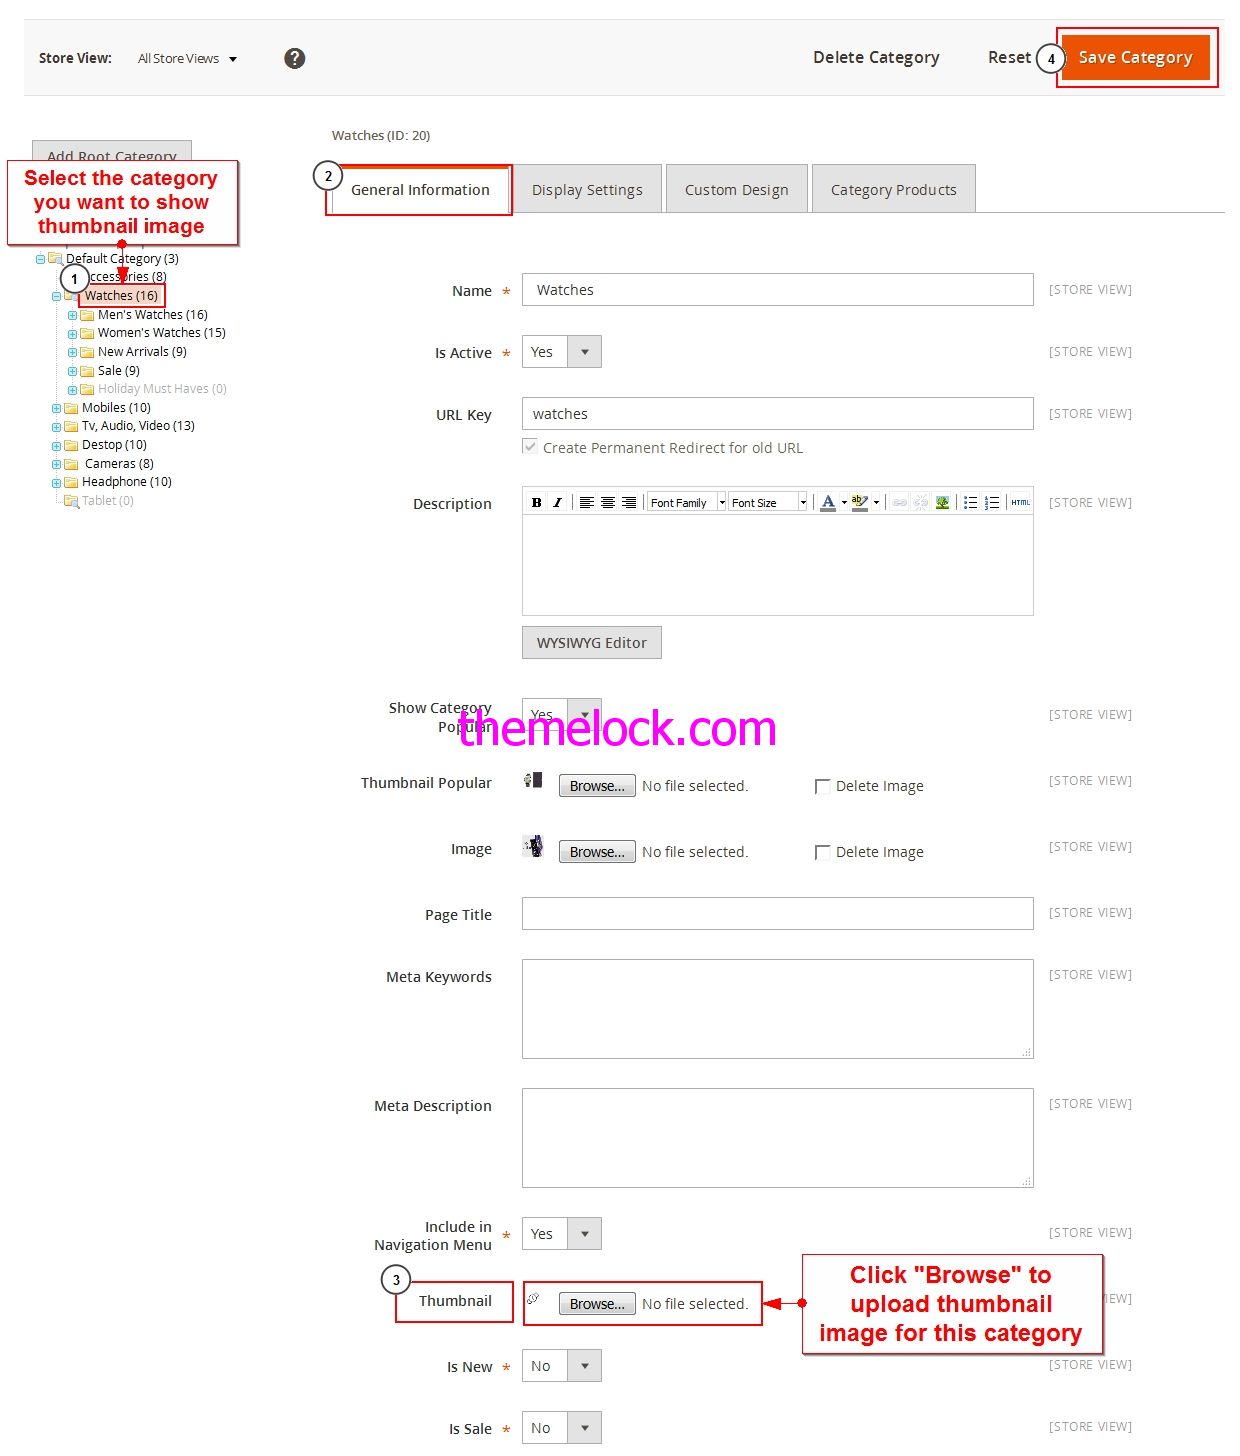 Store View: All Store Views ? Delete Category Reset 4 Save Category
Watches (ID: 20)
Add Root Category
Select the category
you want to show
thumbnail image
2 General Information Display Settings Custom Design Category Products
Default Category (3)
1 ccessories (8)
Watches (16)
Men's Watches (16)
Women's Watches (15)
New Arrivals (9)
Sale (9)
Holiday Must Haves (0)
Mobiles (10)
Tv, Audio, Video (13)
Destop (10)
Cameras (8)
Headphone (10)
Tablet (0)
Name * Watches [STORE VIEW]
Is Active * Yes [STORE VIEW]
URL Key watches [STORE VIEW]
Create Permanent Redirect for old URL
Description B I Font Family Font Size A ab HTML [STORE VIEW]
WYSIWYG Editor
Show Category
Popular Yes [STORE VIEW]
themelock.com
Thumbnail Popular Browse... No file selected. Delete Image [STORE VIEW]
Image Browse... No file selected. Delete Image [STORE VIEW]
Page Title [STORE VIEW]
Meta Keywords [STORE VIEW]
Meta Description [STORE VIEW]
Include in
Navigation Menu * Yes [STORE VIEW]
3 Thumbnail Browse... No file selected. IEW]
Click "Browse" to
upload thumbnail
image for this category
Is New * No [STORE VIEW]
Is Sale * No [STORE VIEW]